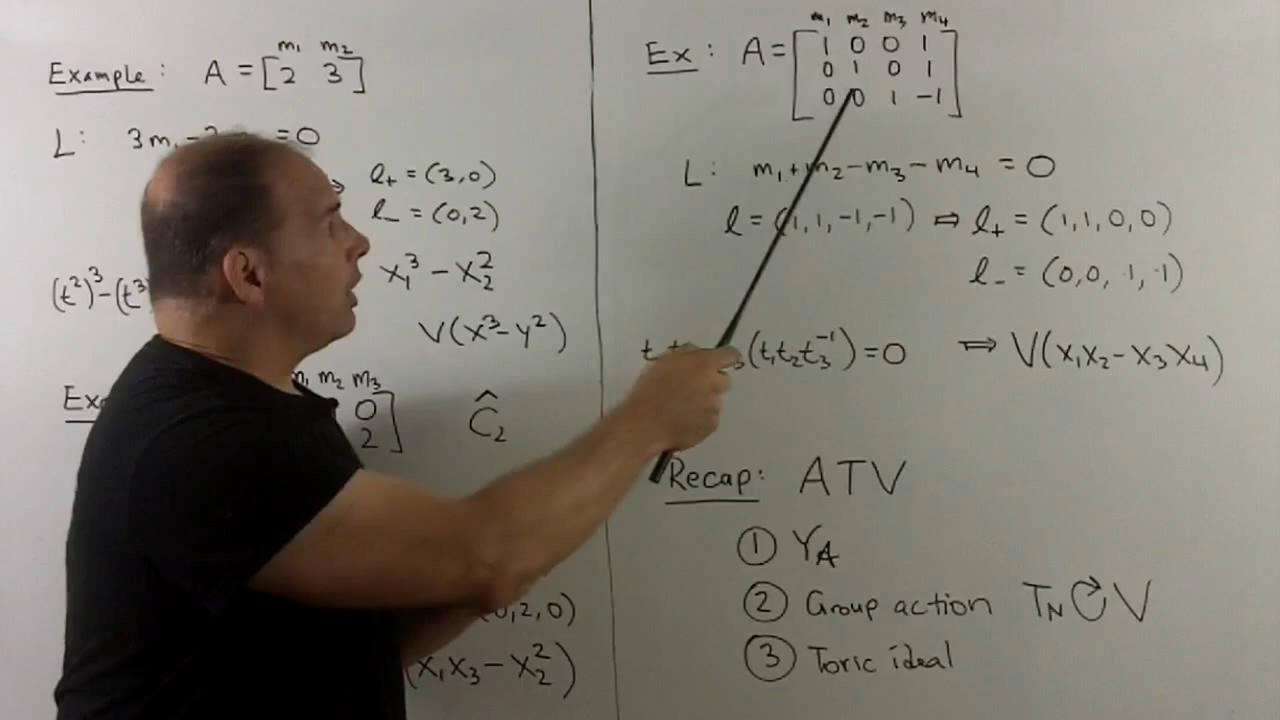 m₁ m₂
Example: A = [2 3]
L: 3m₁ - = 0
l₊ = (3,0)
l₋ = (0,2)
(t²)³-(t³
x₁³ - x₂²
V(x³-y²)
m₂ m₃
0
2]
Ĉ₂
0,2,0)
(x₁x₃ - x₂²)
m₁ m₂ m₃ m₄
Ex: A = [1 0 0 1
0 1 0 1
0 0 1 -1]
L: m₁+m₂-m₃-m₄ = 0
l = (1,1,-1,-1) ⇒ l₊ = (1,1,0,0)
l₋ = (0,0,1,1)
₃(t₁t₂t₃⁻¹)=0 ⇒ V(x₁x₂-x₃x₄)
Recap: ATV
① Y_A
② Group action T_N ↻ V
③ Toric ideal